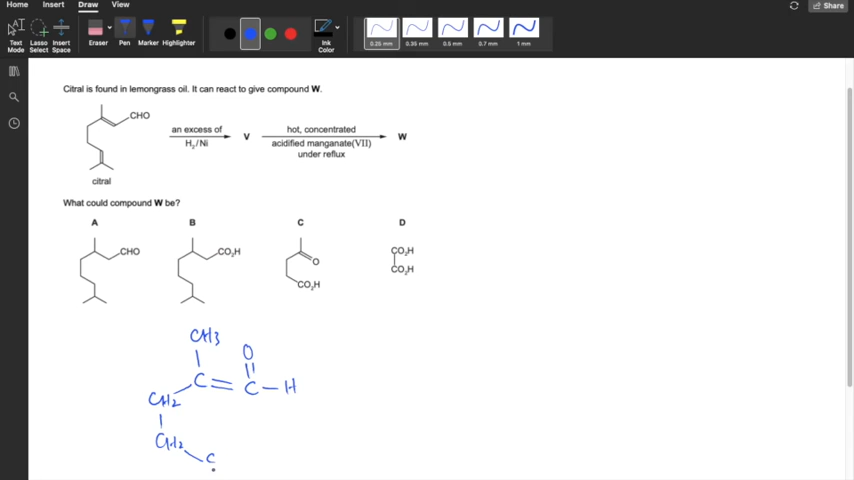 Home Insert Draw View
Share
Text Mode
Lasso Select
Insert Space
Eraser
Pen
Marker
Highlighter
Ink Color
0.25 mm
0.35 mm
0.5 mm
0.7 mm
1 mm
Citral is found in lemongrass oil. It can react to give compound W.
CHO
an excess of
H₂/Ni
V
hot, concentrated
acidified manganate(VII)
under reflux
W
citral
What could compound W be?
A B C D
CHO
CO₂H
O
CO₂H
CO₂H
CO₂H
CH3
O
C = C – H
CH2
CH2
C